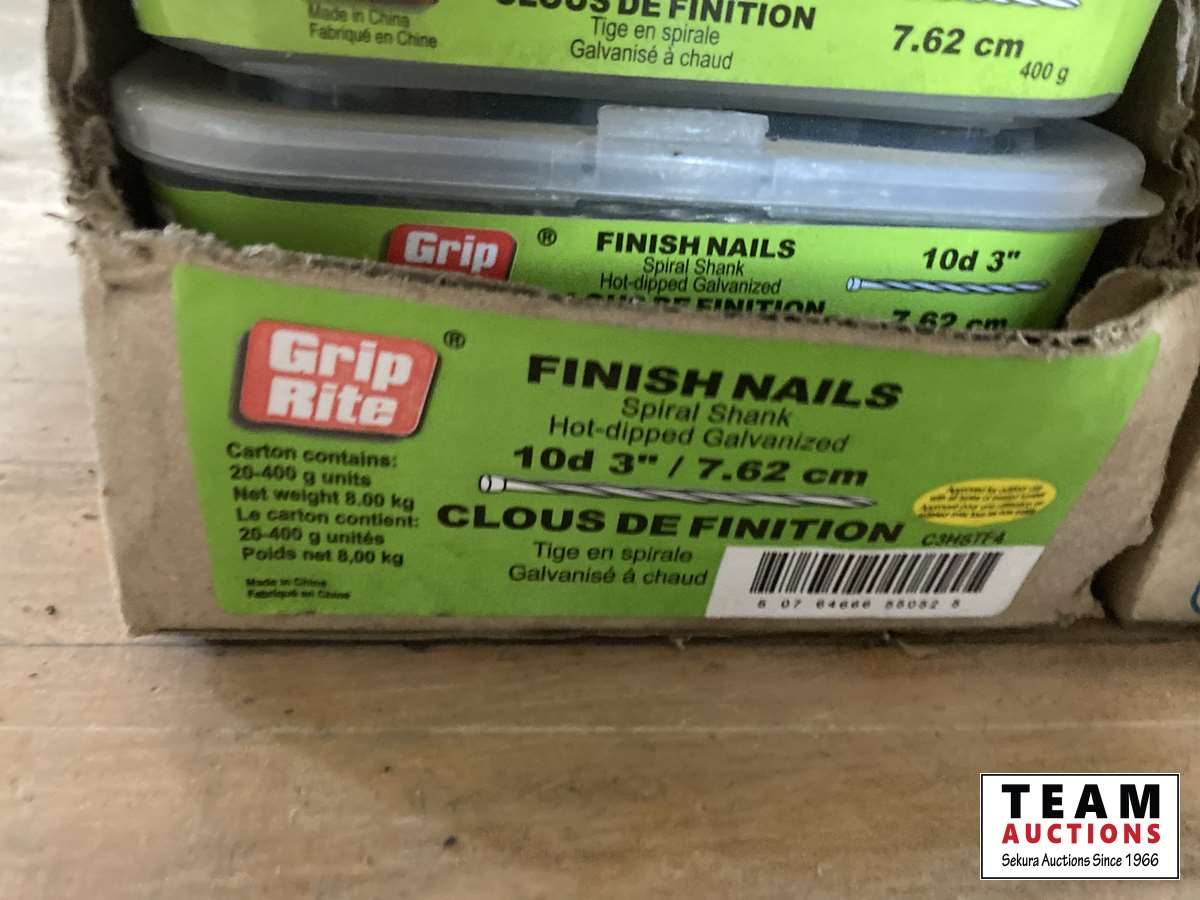 Made in China
Fabriqué en Chine
CLOUS DE FINITION
Tige en spirale
Galvanisé à chaud
7.62 cm
400 g
Grip
®
FINISH NAILS
Spiral Shank
Hot-dipped Galvanized
10d 3"
7.62 cm
Grip
Rite
®
FINISH NAILS
Spiral Shank
Hot-dipped Galvanized
10d 3" / 7.62 cm
CLOUS DE FINITION
Tige en spirale
Galvanisé à chaud
Carton contains:
20-400 g units
Net weight 8.00 kg
Le carton contient:
20-400 g unités
Poids net 8,00 kg
Made in China
Fabriqué en Chine
C3HSTF4
TEAM
AUCTIONS
Sekura Auctions Since 1966